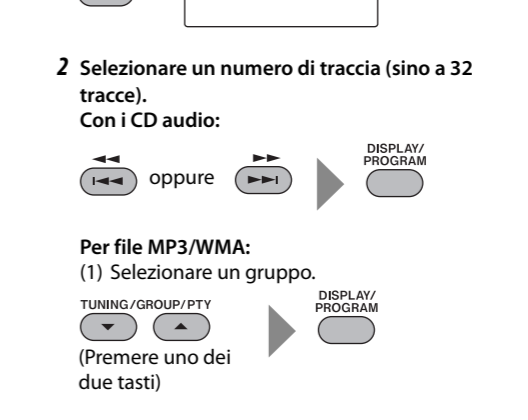 2 Selezionare un numero di traccia (sino a 32
tracce).
Con i CD audio:
DISPLAY/
PROGRAM
oppure
Per file MP3/WMA:
(1) Selezionare un gruppo.
TUNING/GROUP/PTY
DISPLAY/
PROGRAM
(Premere uno dei
due tasti)